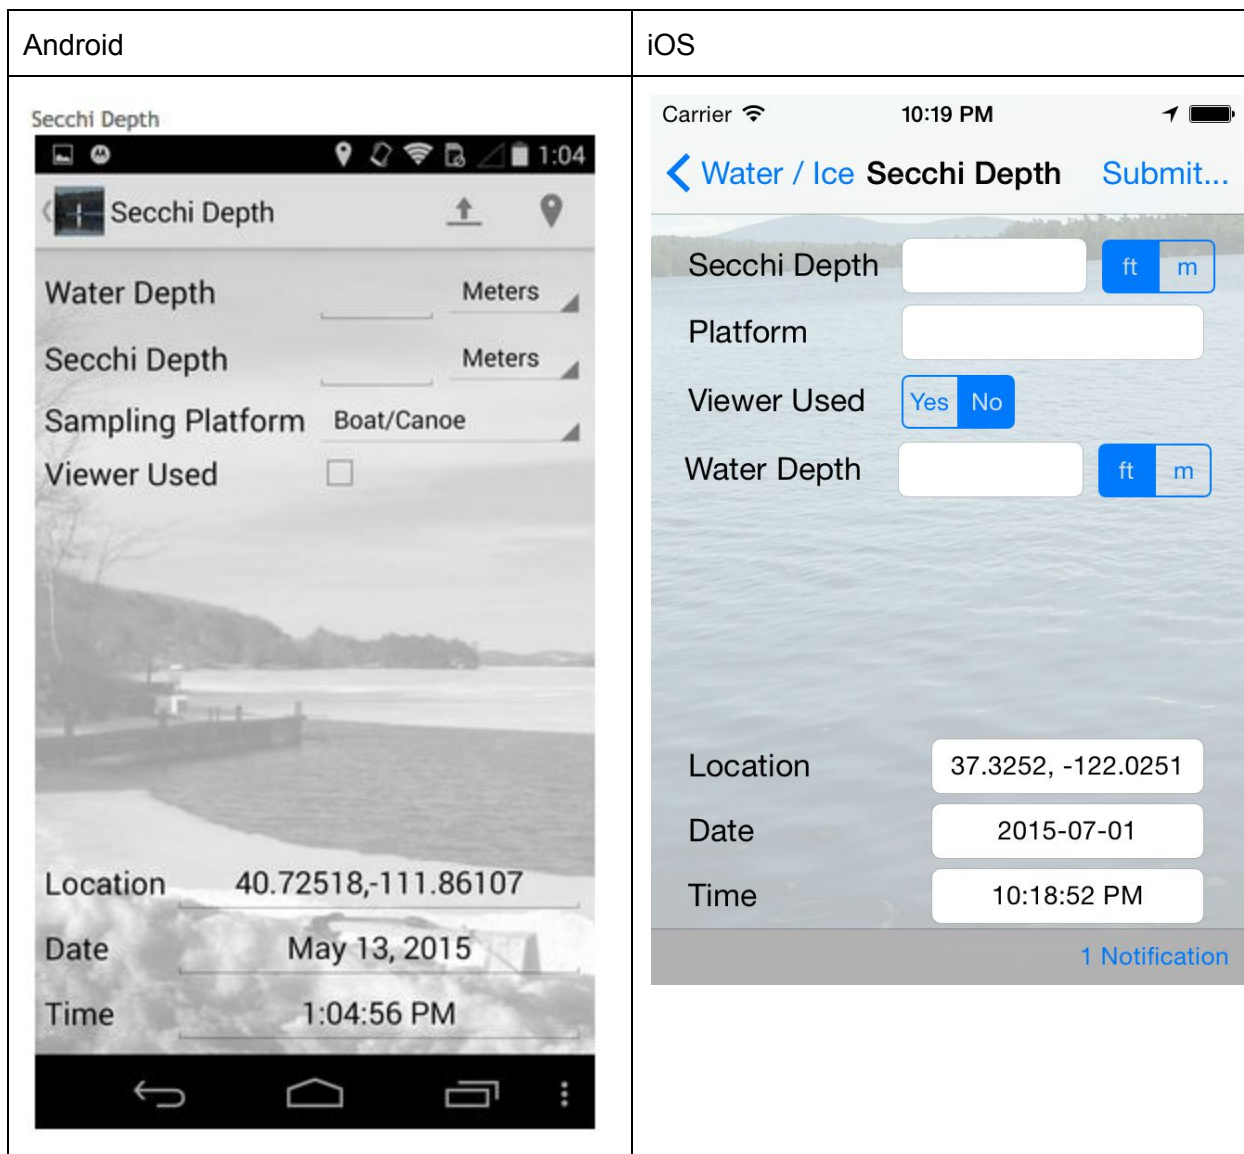 Android
Secchi Depth
1:04
Secchi Depth
Water Depth Meters
Secchi Depth Meters
Sampling Platform Boat/Canoe
Viewer Used
Location 40.72518,-111.86107
Date May 13, 2015
Time 1:04:56 PM
iOS
Carrier 10:19 PM
Water / Ice Secchi Depth Submit...
Secchi Depth ft m
Platform
Viewer Used Yes No
Water Depth ft m
Location 37.3252, -122.0251
Date 2015-07-01
Time 10:18:52 PM
1 Notification